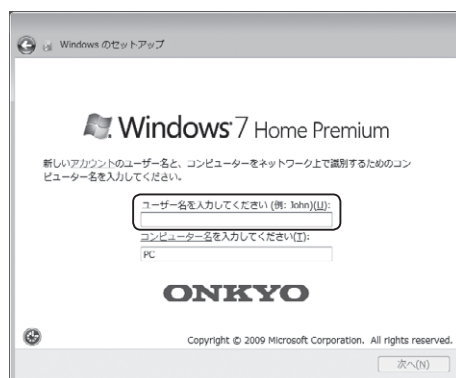 Windows のセットアップ
Windows 7 Home Premium
新しいアカウントのユーザー名と、コンピューターをネットワーク上で識別するためのコン
ピューター名を入力してください。
ユーザー名を入力してください (例: John)(U):
コンピューター名を入力してください(T):
PC
ONKYO
Copyright © 2009 Microsoft Corporation. All rights reserved.
次へ(N)